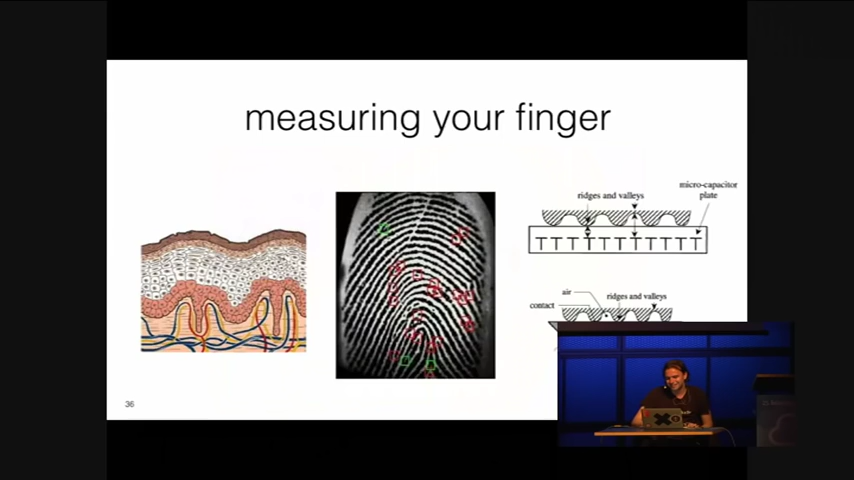 measuring your finger
ridges and valleys
micro-capacitor
plate
air
ridges and valleys
contact
36